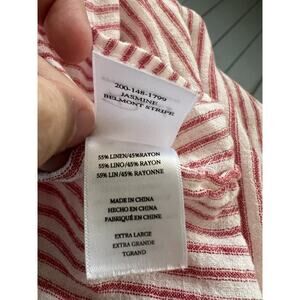 200-148-1799
JASMINE
BELMONT STRIPE
55% LINEN/45%RAYON
55% LINO/45% RAYON
55% LIN/45% RAYONNE
MADE IN CHINA
HECHO EN CHINA
FABRIQUÉ EN CHINE
EXTRA LARGE
EXTRA GRANDE
TGRAND